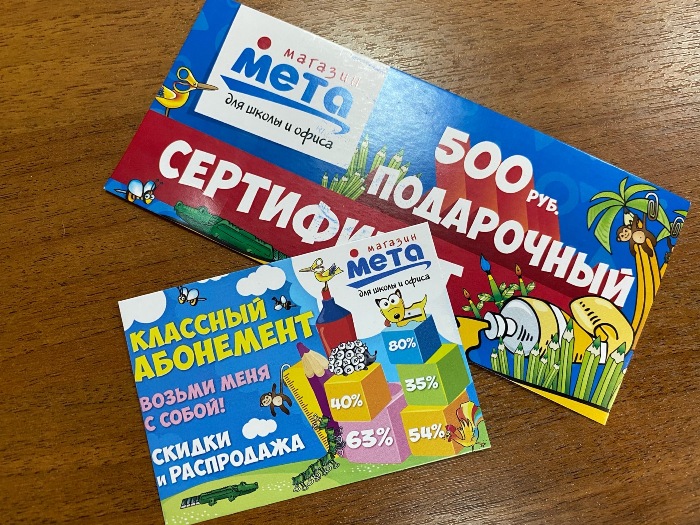 магазин
мета
для школы и офиса
500 РУБ.
ПОДАРОЧНЫЙ
магазин
мета
для школы и офиса
КЛАССНЫЙ
АБОНЕМЕНТ
ВОЗЬМИ МЕНЯ
С СОБОЙ!
СКИДКИ
и РАСПРОДАЖА
80%
40%
35%
63%
54%